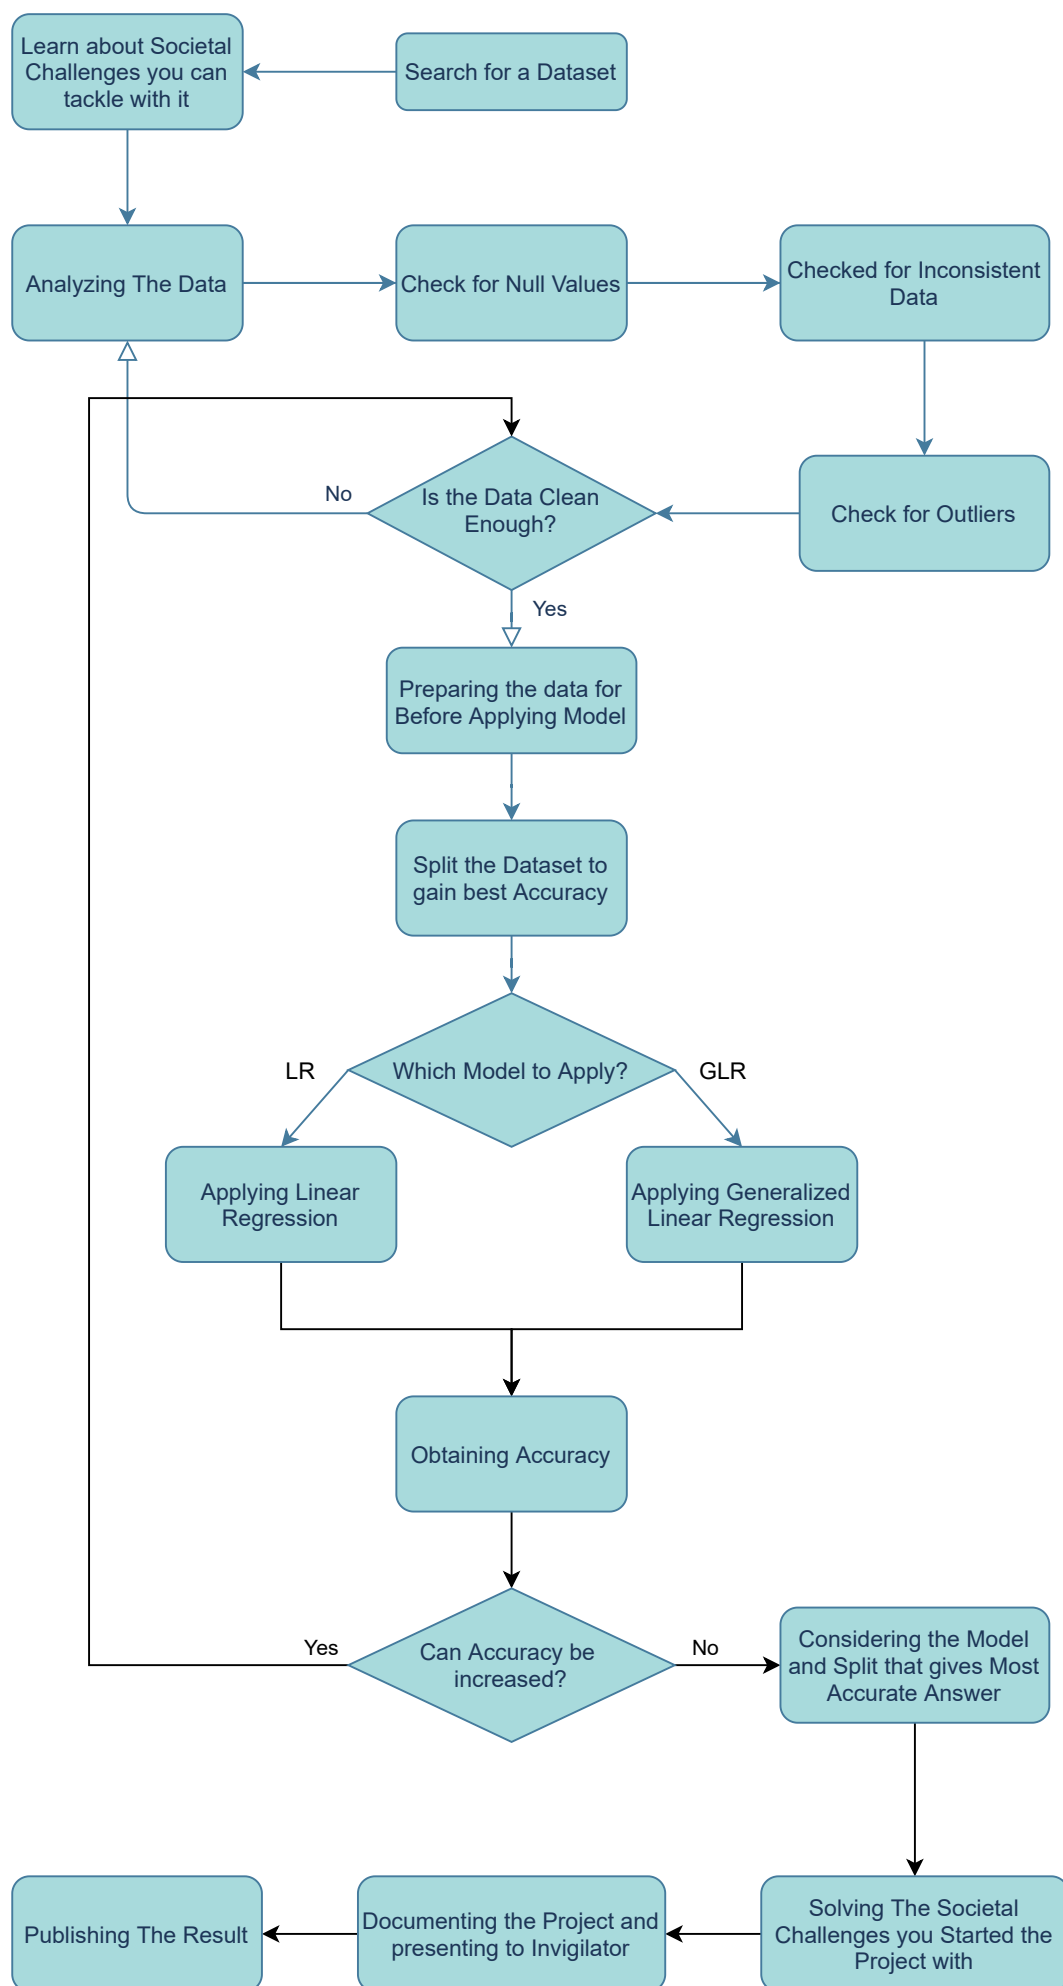 Learn about Societal
Challenges you can
tackle with it
Search for a Dataset
Analyzing The Data
Check for Null Values
Checked for Inconsistent
Data
No
Is the Data Clean
Enough?
Check for Outliers
Yes
Preparing the data for
Before Applying Model
Split the Dataset to
gain best Accuracy
LR
Which Model to Apply?
GLR
Applying Linear
Regression
Applying Generalized
Linear Regression
Obtaining Accuracy
Yes
Can Accuracy be
increased?
No
Considering the Model
and Split that gives Most
Accurate Answer
Publishing The Result
Documenting the Project and
presenting to Invigilator
Solving The Societal
Challenges you Started the
Project with